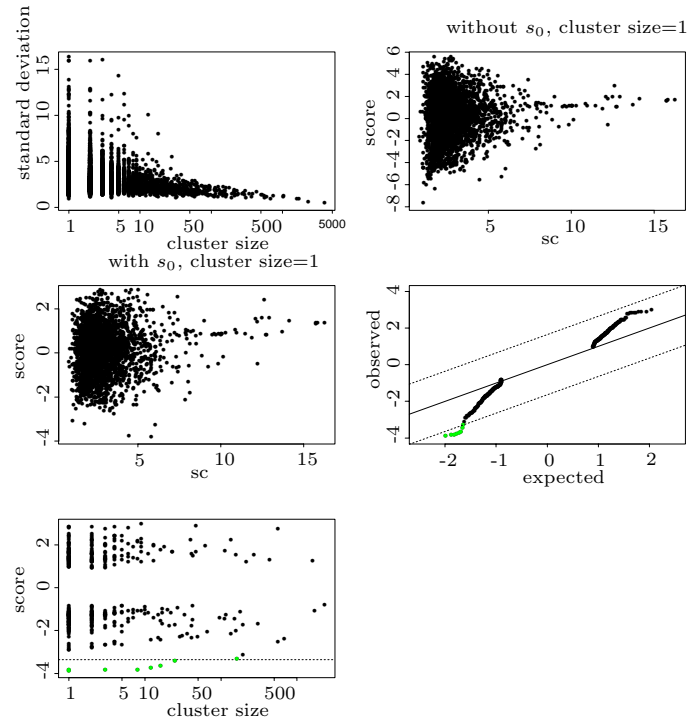 without s₀, cluster size=1
standard deviation
0 5 10 15
1 5 10 50 500 5000
cluster size
score
-8 -6 -4 -2 0 2 4 6
5 10 15
sc
with s₀, cluster size=1
score
-4 -2 0 2
5 10 15
sc
observed
-4 -2 0 2 4
-2 -1 0 1 2
expected
score
-4 -2 0 2
1 5 10 50 500
cluster size